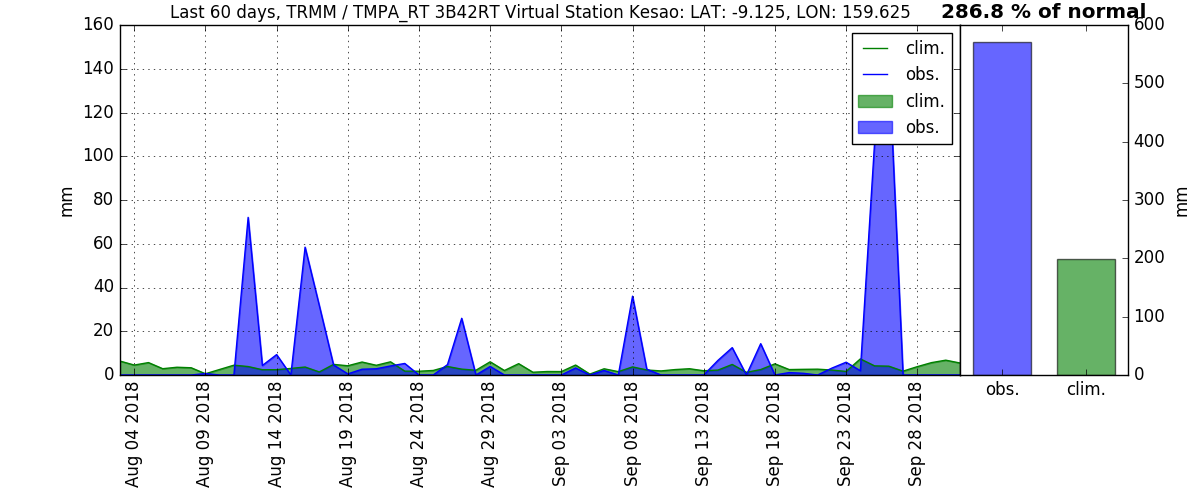 Last 60 days, TRMM / TMPA_RT 3B42RT Virtual Station Kesao: LAT: -9.125, LON: 159.625
286.8 % of normal
160
140
120
100
80
60
40
20
0
mm
clim.
obs.
clim.
obs.
Aug 04 2018
Aug 09 2018
Aug 14 2018
Aug 19 2018
Aug 24 2018
Aug 29 2018
Sep 03 2018
Sep 08 2018
Sep 13 2018
Sep 18 2018
Sep 23 2018
Sep 28 2018
obs.
clim.
600
500
400
300
200
100
0
mm